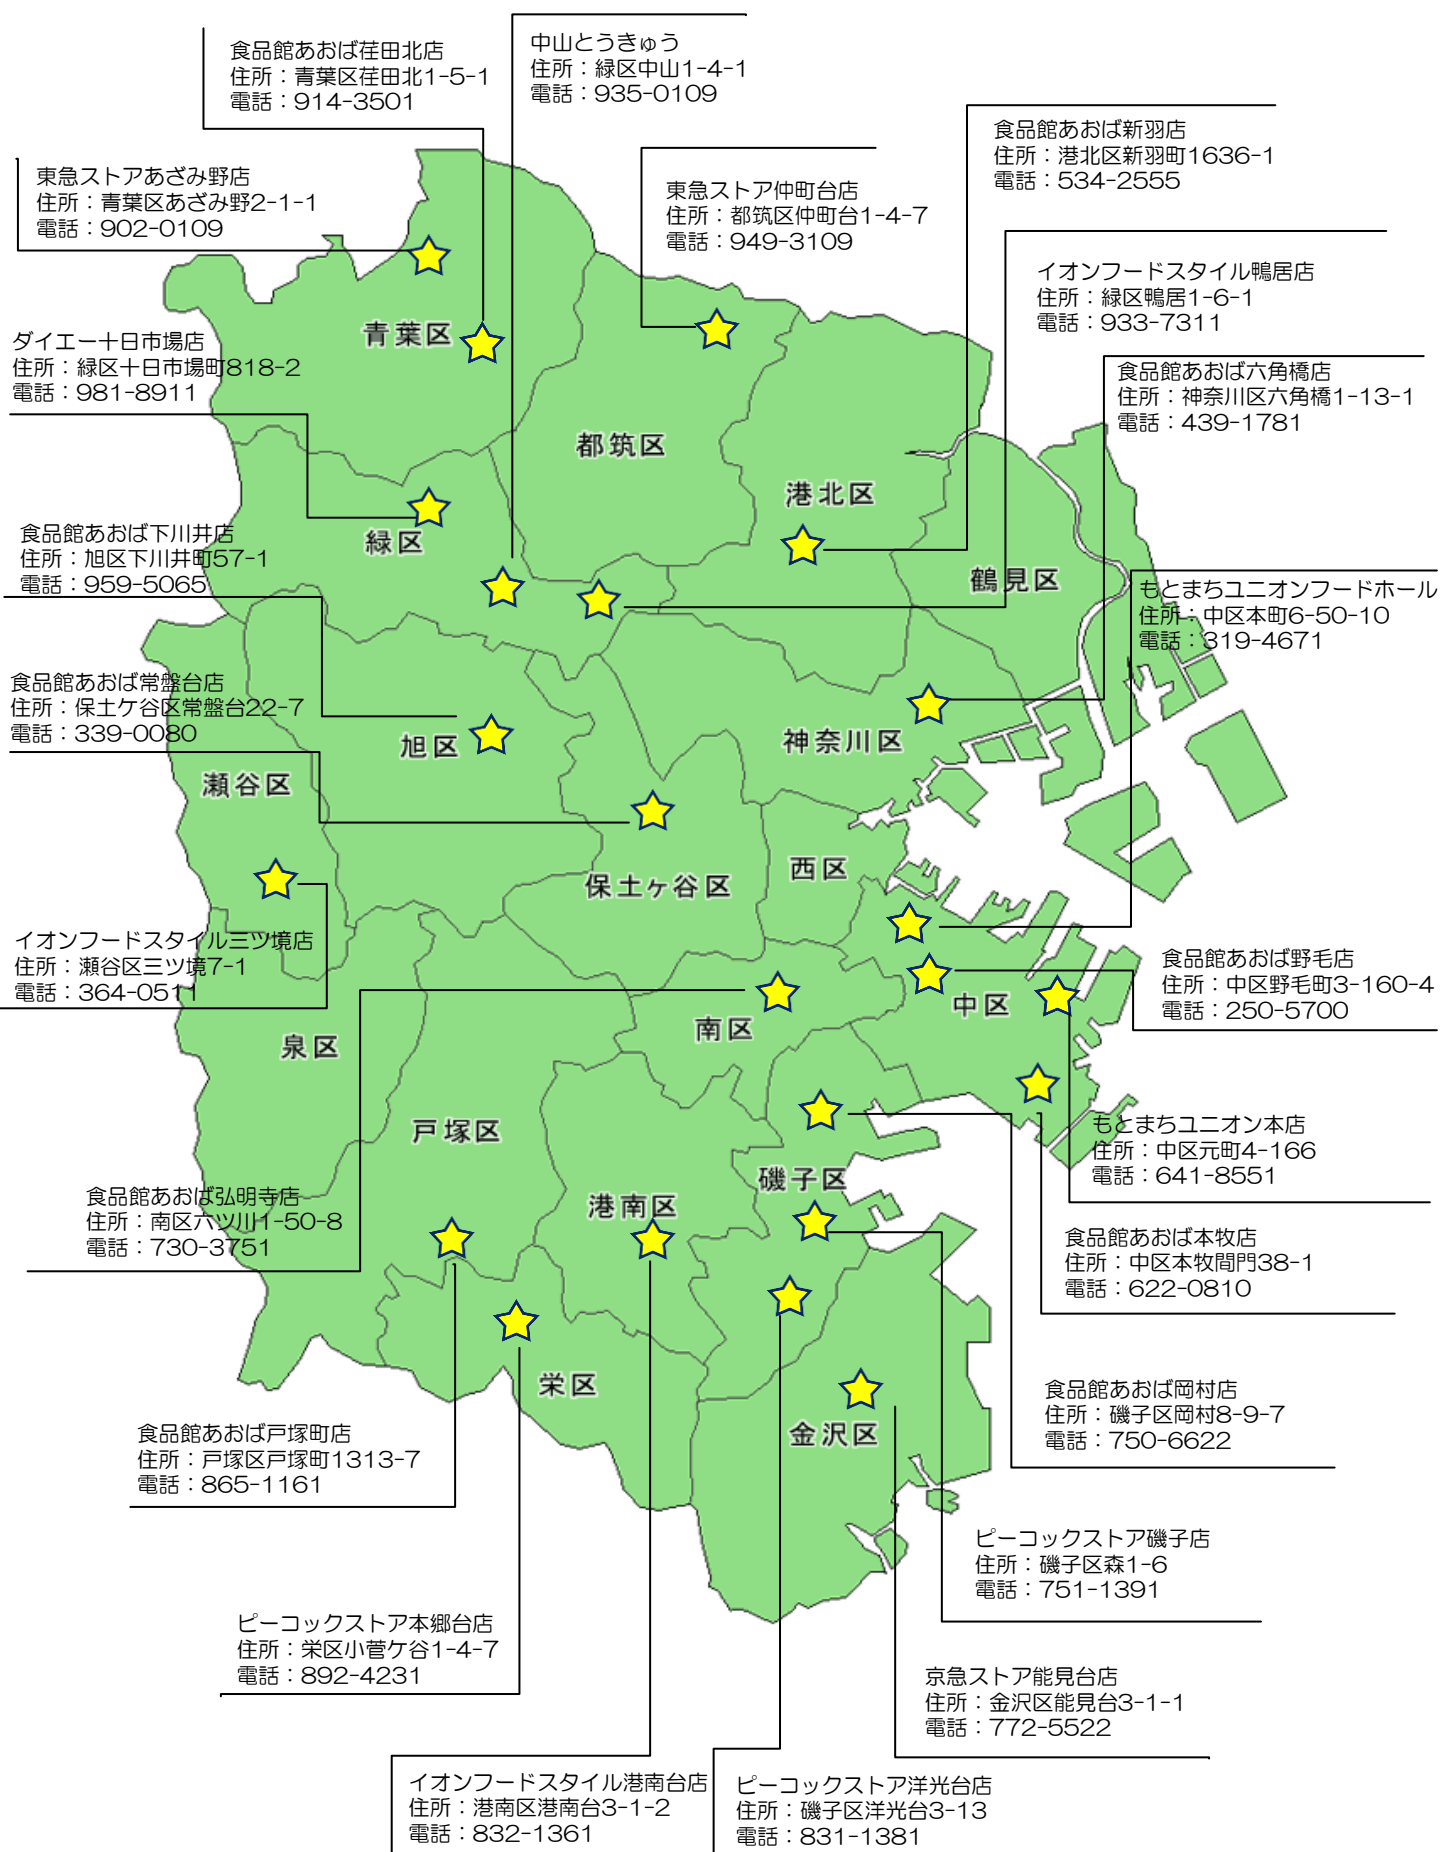 食品館あおば荏田北店
住所：青葉区荏田北1-5-1
電話：914-3501
中山とうきゅう
住所：緑区中山1-4-1
電話：935-0109
食品館あおば新羽店
住所：港北区新羽町1636-1
電話：534-2555
東急ストアあざみ野店
住所：青葉区あざみ野2-1-1
電話：902-0109
東急ストア仲町台店
住所：都筑区仲町台1-4-7
電話：949-3109
イオンフードスタイル鴨居店
住所：緑区鴨居1-6-1
電話：933-7311
青葉区
ダイエー十日市場店
住所：緑区十日市場町818-2
電話：981-8911
食品館あおば六角橋店
住所：神奈川区六角橋1-13-1
電話：439-1781
都筑区
港北区
緑区
食品館あおば下川井店
住所：旭区下川井町57-1
電話：959-5065
鶴見区
もとまちユニオンフードホール
住所：中区本町6-50-10
電話：319-4671
食品館あおば常盤台店
住所：保土ケ谷区常盤台22-7
電話：339-0080
旭区
神奈川区
瀬谷区
西区
保土ヶ谷区
イオンフードスタイル三ツ境店
住所：瀬谷区三ツ境7-1
電話：364-0511
食品館あおば野毛店
住所：中区野毛町3-160-4
電話：250-5700
中区
南区
泉区
戸塚区
もとまちユニオン本店
住所：中区元町4-166
電話：641-8551
磯子区
港南区
食品館あおば弘明寺店
住所：南区六ツ川1-50-8
電話：730-3751
食品館あおば本牧店
住所：中区本牧間門38-1
電話：622-0810
栄区
食品館あおば岡村店
住所：磯子区岡村8-9-7
電話：750-6622
金沢区
食品館あおば戸塚町店
住所：戸塚区戸塚町1313-7
電話：865-1161
ピーコックストア磯子店
住所：磯子区森1-6
電話：751-1391
ピーコックストア本郷台店
住所：栄区小菅ケ谷1-4-7
電話：892-4231
京急ストア能見台店
住所：金沢区能見台3-1-1
電話：772-5522
イオンフードスタイル港南台店
住所：港南区港南台3-1-2
電話：832-1361
ピーコックストア洋光台店
住所：磯子区洋光台3-13
電話：831-1381